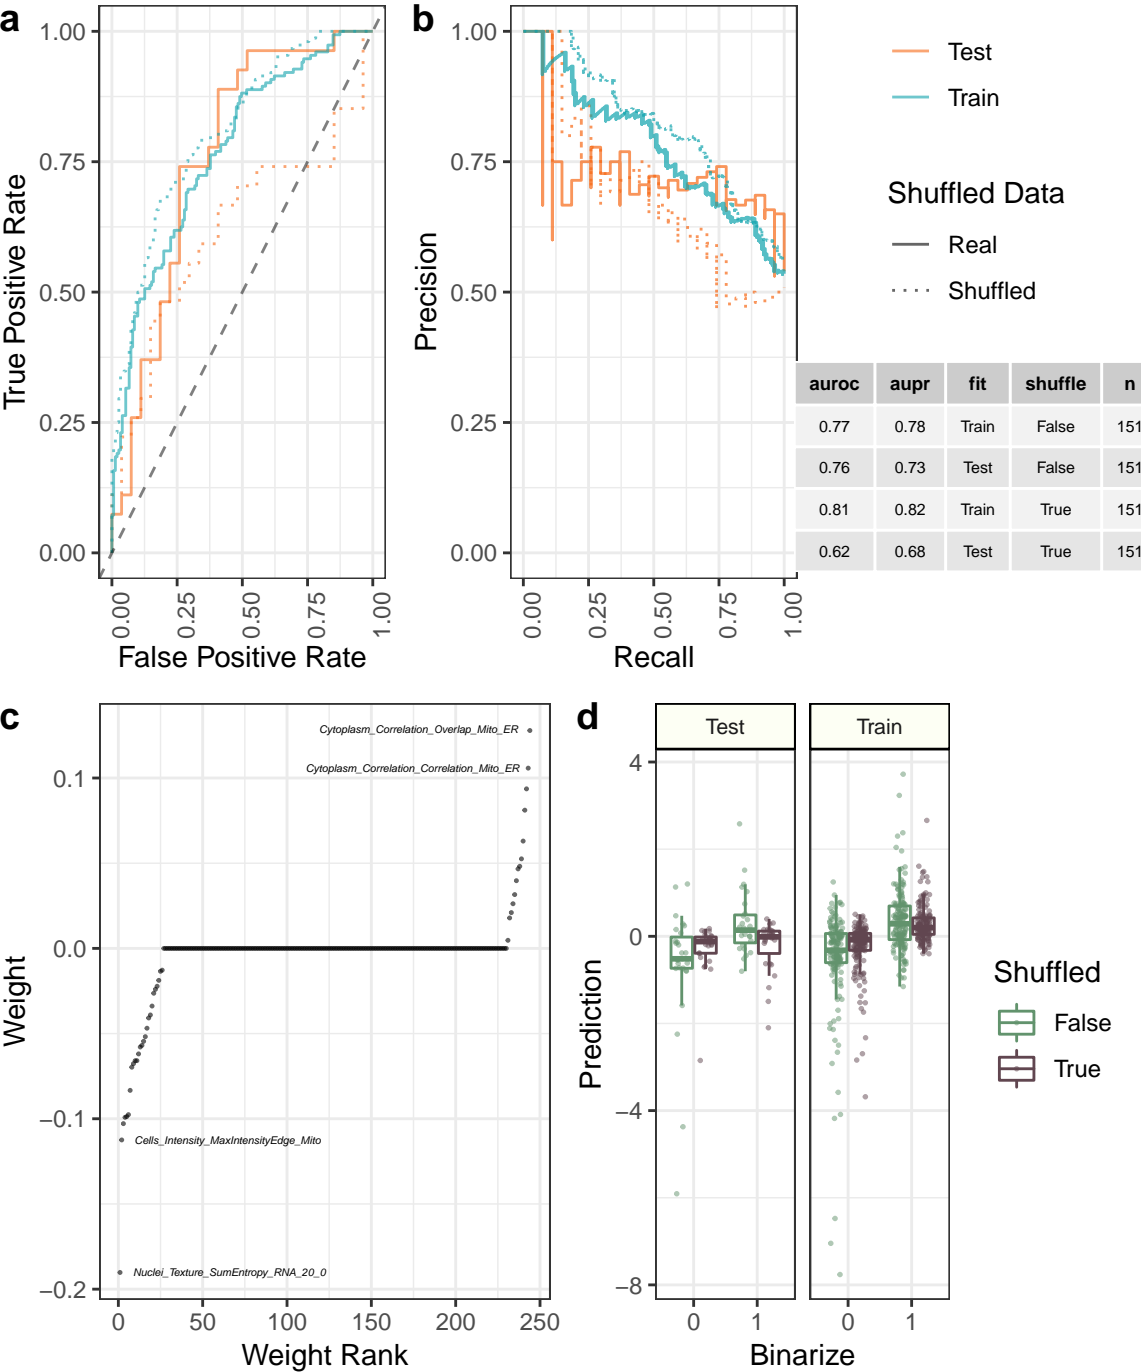 a
1.00
0.75
0.50
0.25
0.00
True Positive Rate
0.00
0.25
0.50
0.75
1.00
False Positive Rate
b
1.00
0.75
0.50
0.25
0.00
Precision
0.00
0.25
0.50
0.75
1.00
Recall
Test
Train
Shuffled Data
Real
Shuffled
auroc aupr fit shuffle n
0.77 0.78 Train False 151
0.76 0.73 Test False 151
0.81 0.82 Train True 151
0.62 0.68 Test True 151
c
0.1
0.0
−0.1
−0.2
Weight
Cytoplasm_Correlation_Overlap_Mito_ER
Cytoplasm_Correlation_Correlation_Mito_ER
Cells_Intensity_MaxIntensityEdge_Mito
Nuclei_Texture_SumEntropy_RNA_20_0
0 50 100 150 200 250
Weight Rank
d
Test Train
4
0
−4
−8
Prediction
0 1 0 1
Binarize
Shuffled
False
True